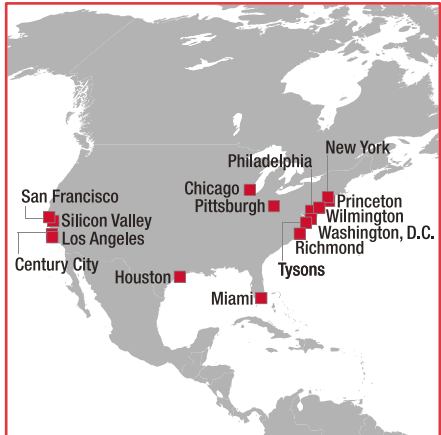 New York
Philadelphia
Chicago
Pittsburgh
Princeton
Wilmington
Washington, D.C.
Richmond
Tysons
San Francisco
Silicon Valley
Los Angeles
Century City
Houston
Miami